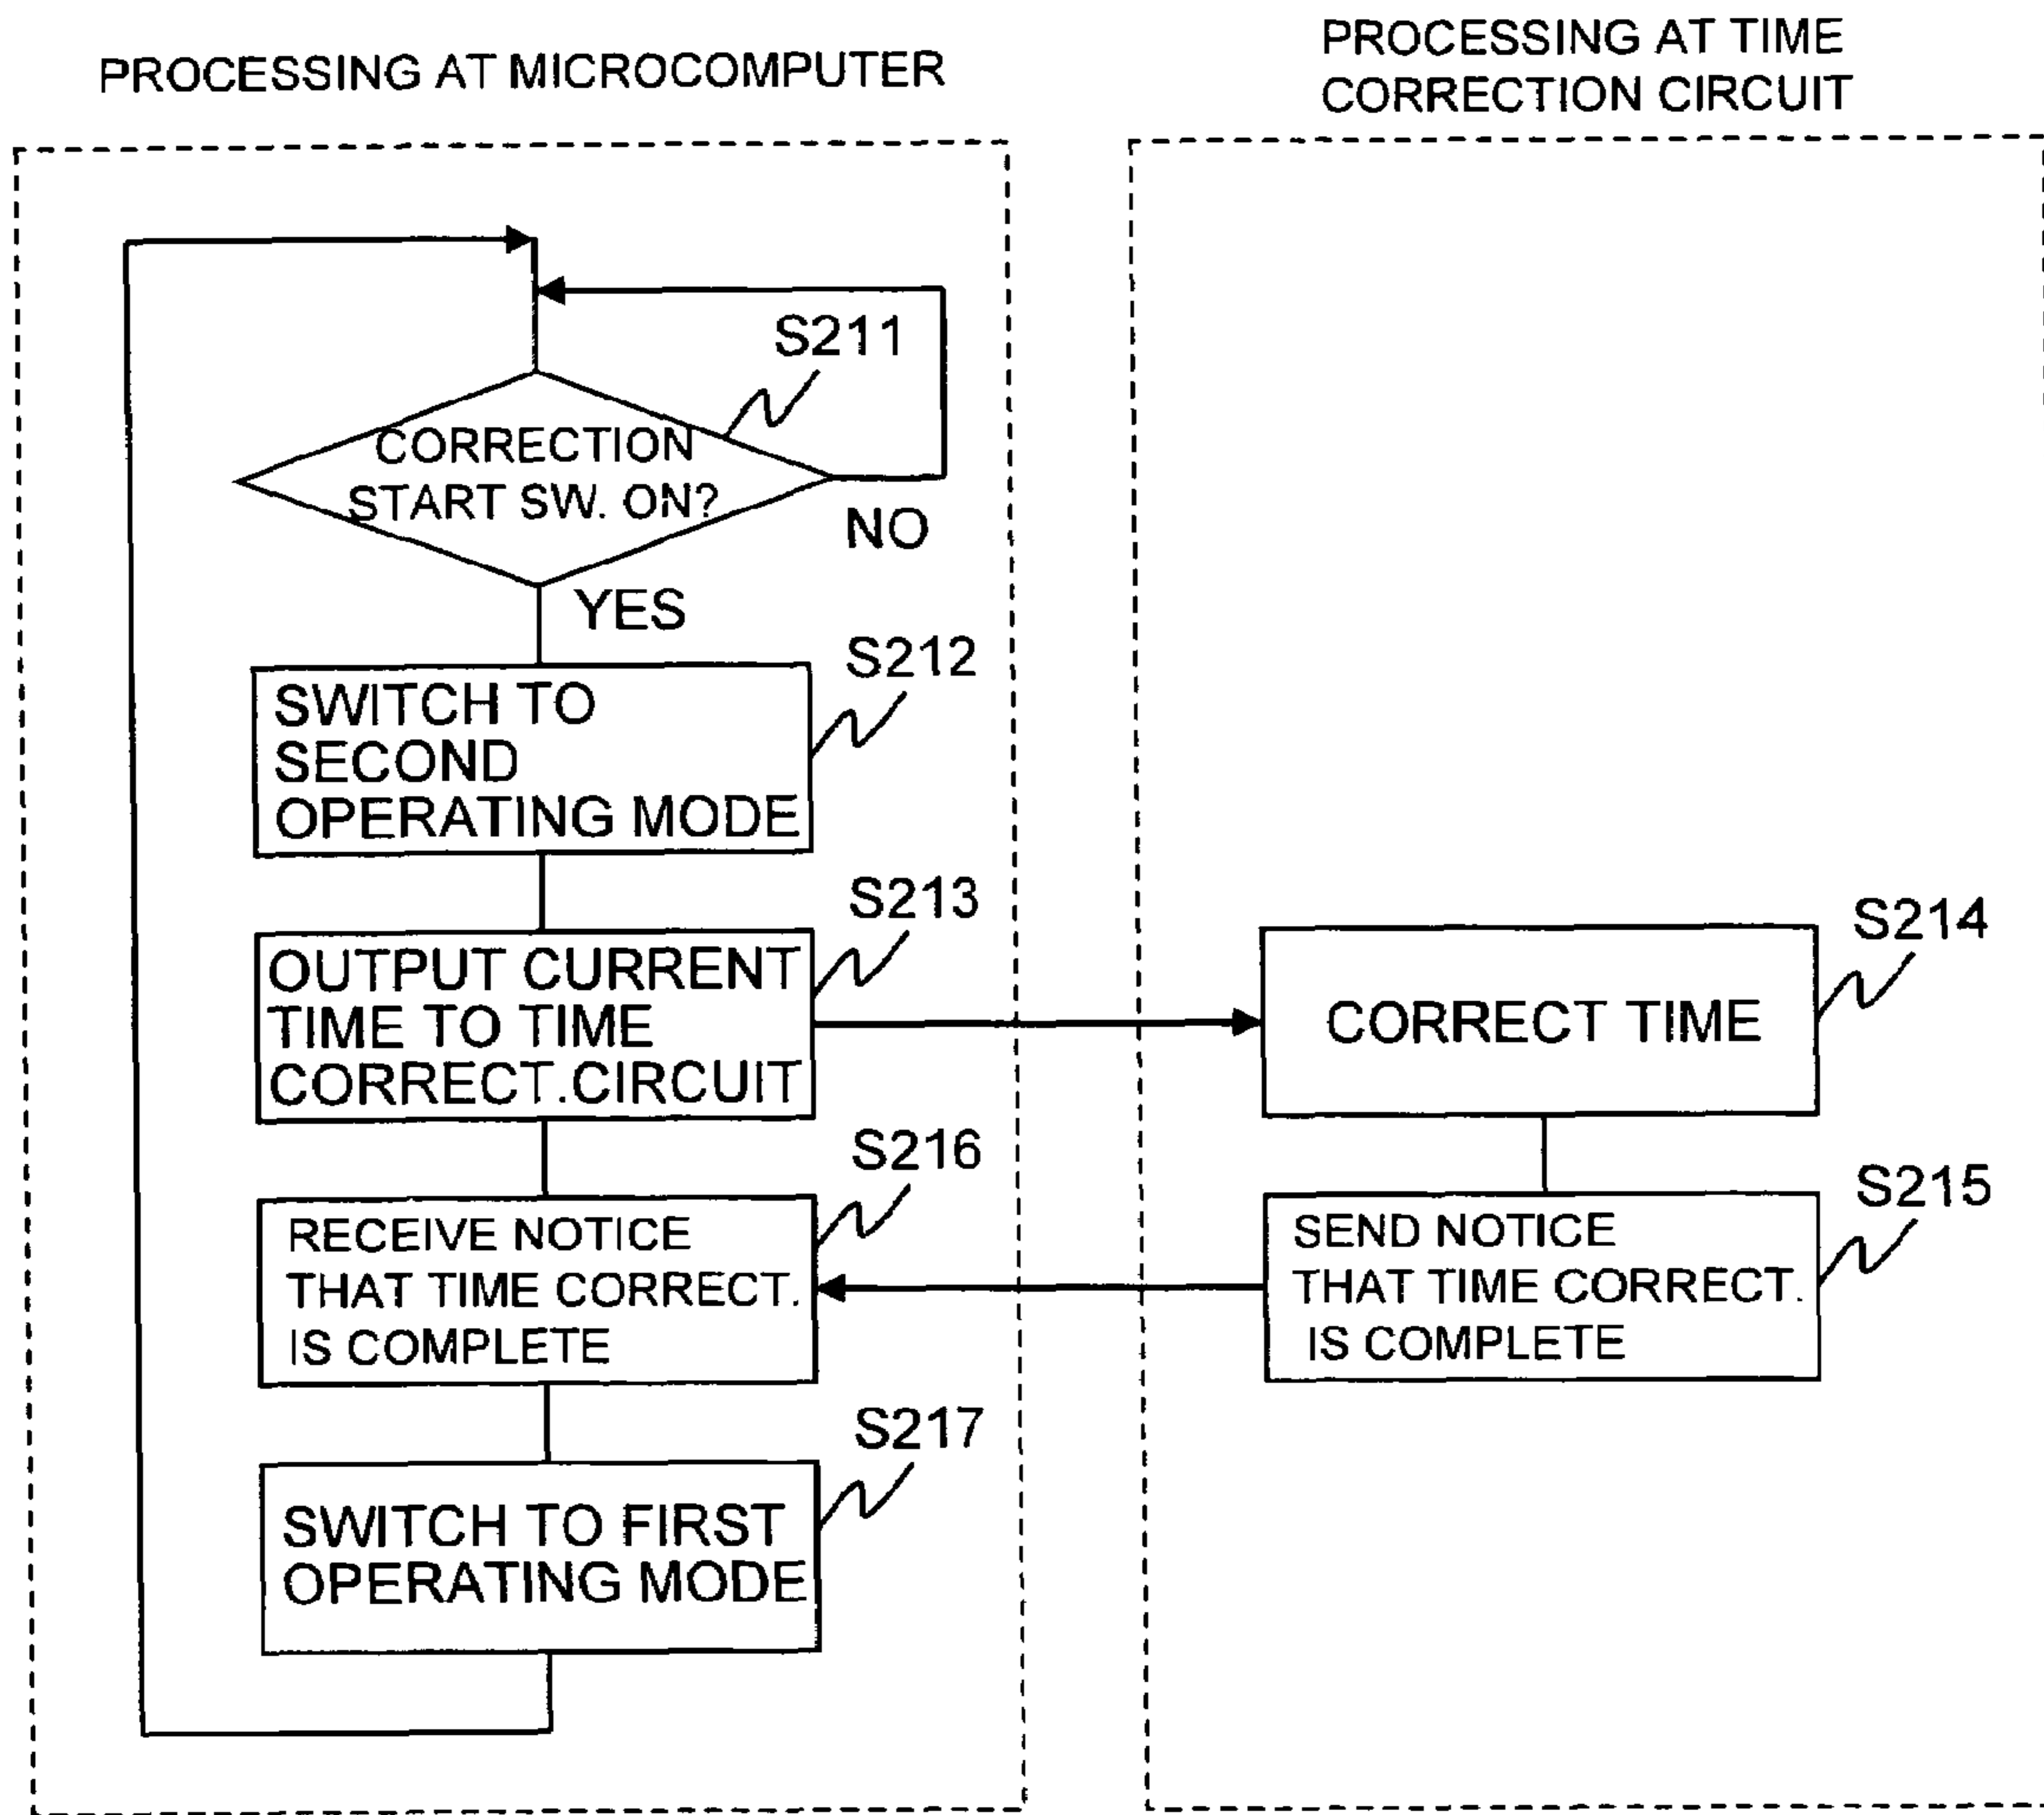 PROCESSING AT MICROCOMPUTER
PROCESSING AT TIME
CORRECTION CIRCUIT
S211
CORRECTION
START SW. ON?
NO
YES
S212
SWITCH TO
SECOND
OPERATING MODE
S213
OUTPUT CURRENT
TIME TO TIME
CORRECT.CIRCUIT
S214
CORRECT TIME
S216
RECEIVE NOTICE
THAT TIME CORRECT.
IS COMPLETE
S215
SEND NOTICE
THAT TIME CORRECT.
IS COMPLETE
S217
SWITCH TO FIRST
OPERATING MODE